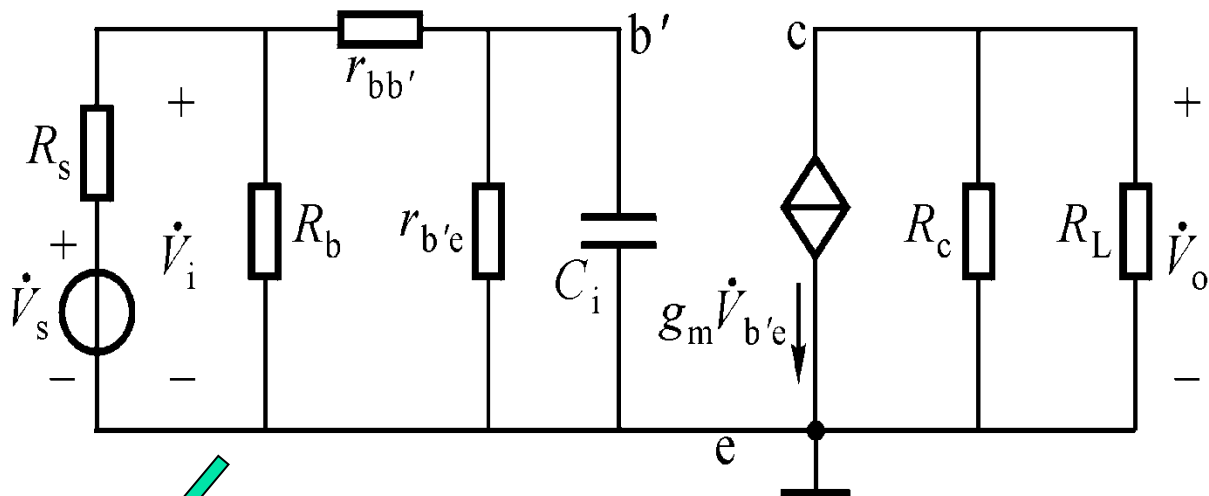 b′
c
r_bb′
+
+
R_s
R_b
r_b′e
R_c
R_L
+
V̇_i
V̇_o
V̇_s
C_i
g_m V̇_b′e
−
−
−
e